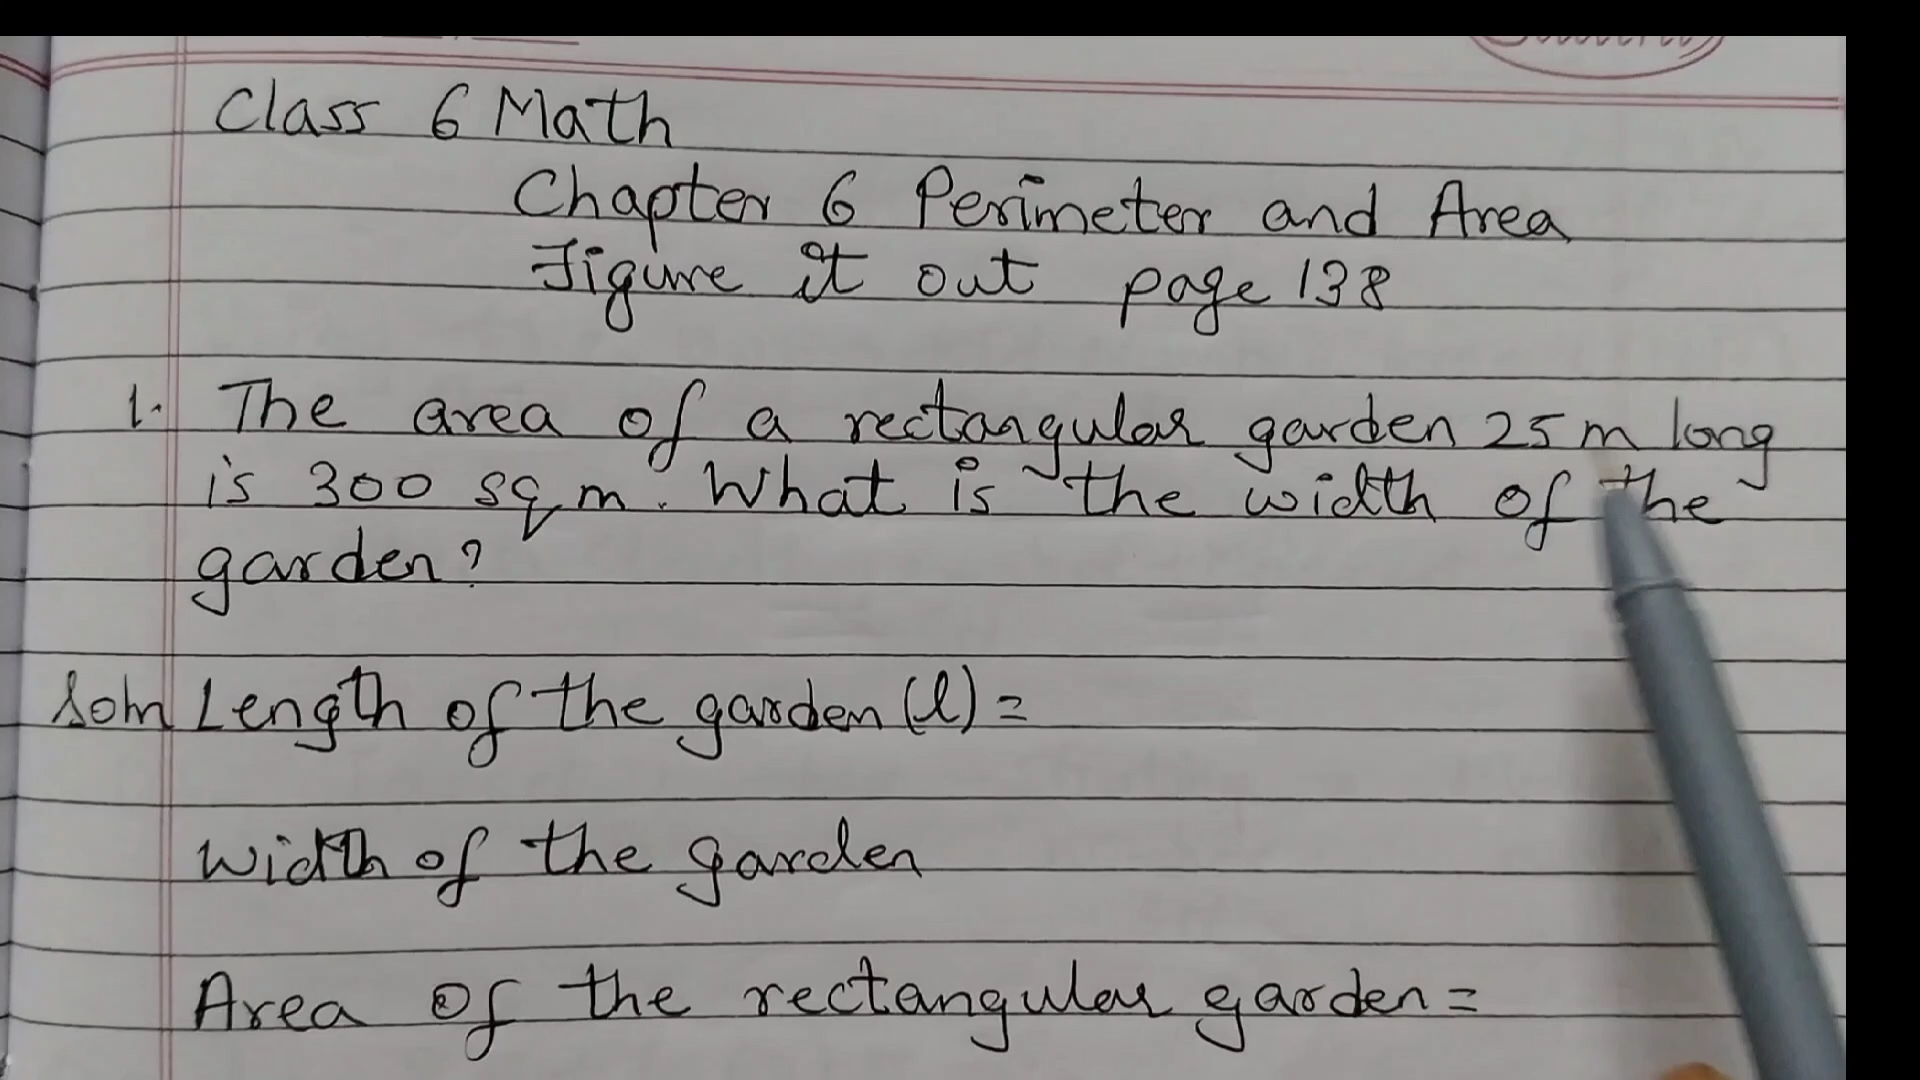 Class 6 Math
Chapter 6 Perimeter and Area
Figure it out page 138
1. The area of a rectangular garden 25 m long
is 300 sq m. What is the width of the
garden?
Soln Length of the garden (l) =
Width of the garden
Area of the rectangular garden =